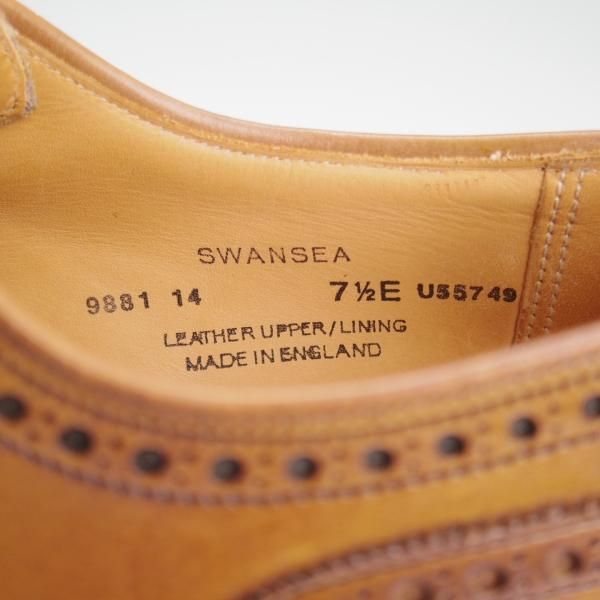 SWANSEA
9881 14 7½E U55749
LEATHER UPPER/LINING
MADE IN ENGLAND